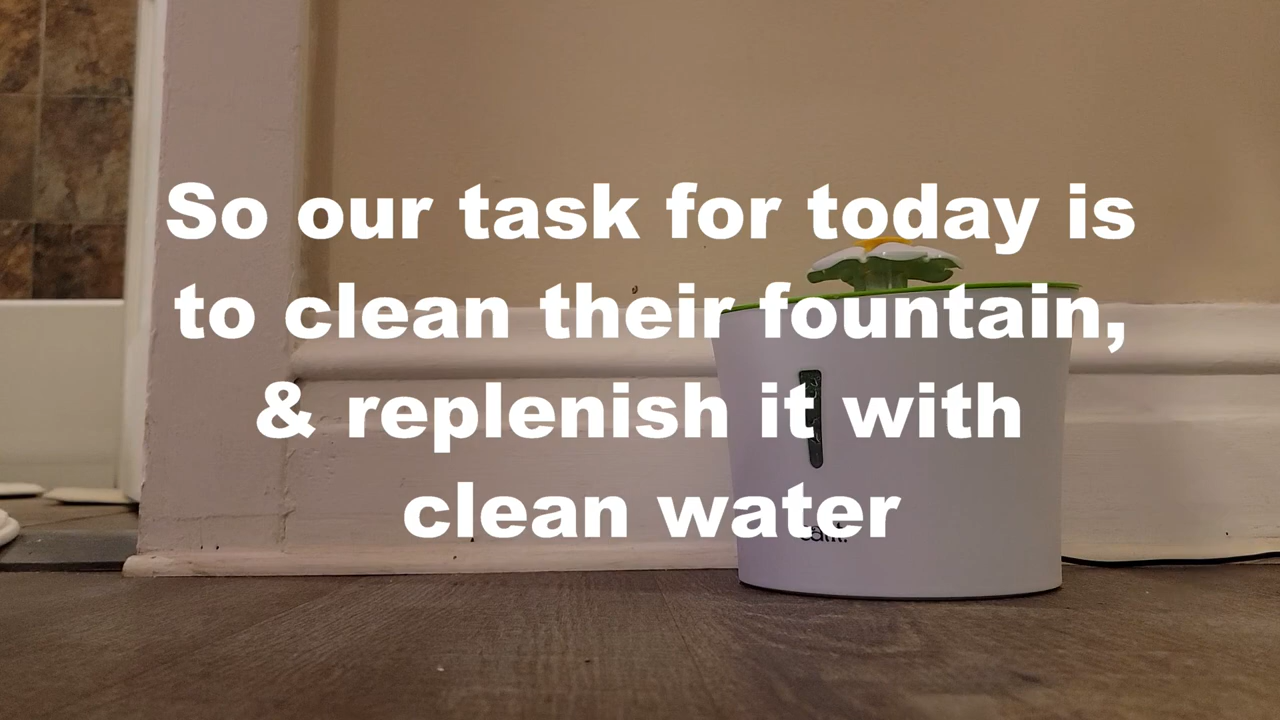 So our task for today is
to clean their fountain,
& replenish it with
clean water